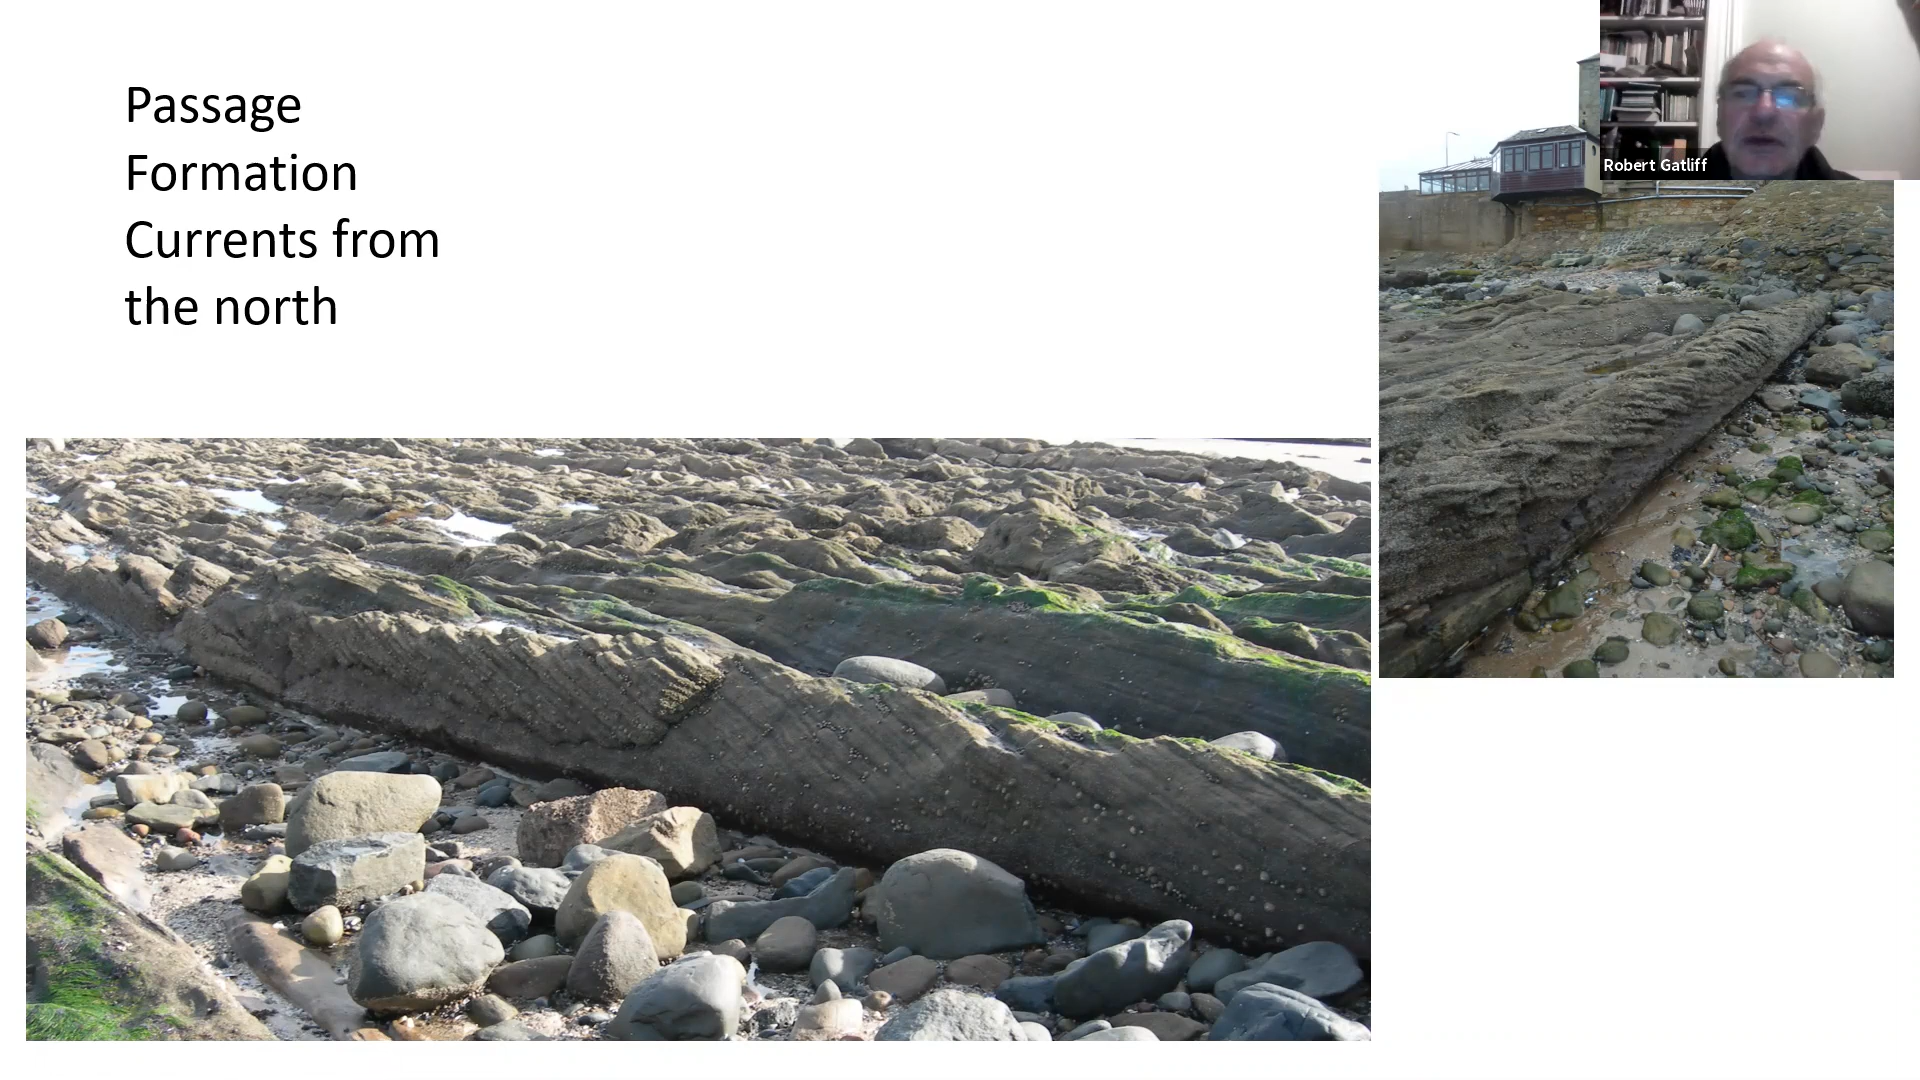 Passage
Formation
Currents from
the north
Robert Gatliff